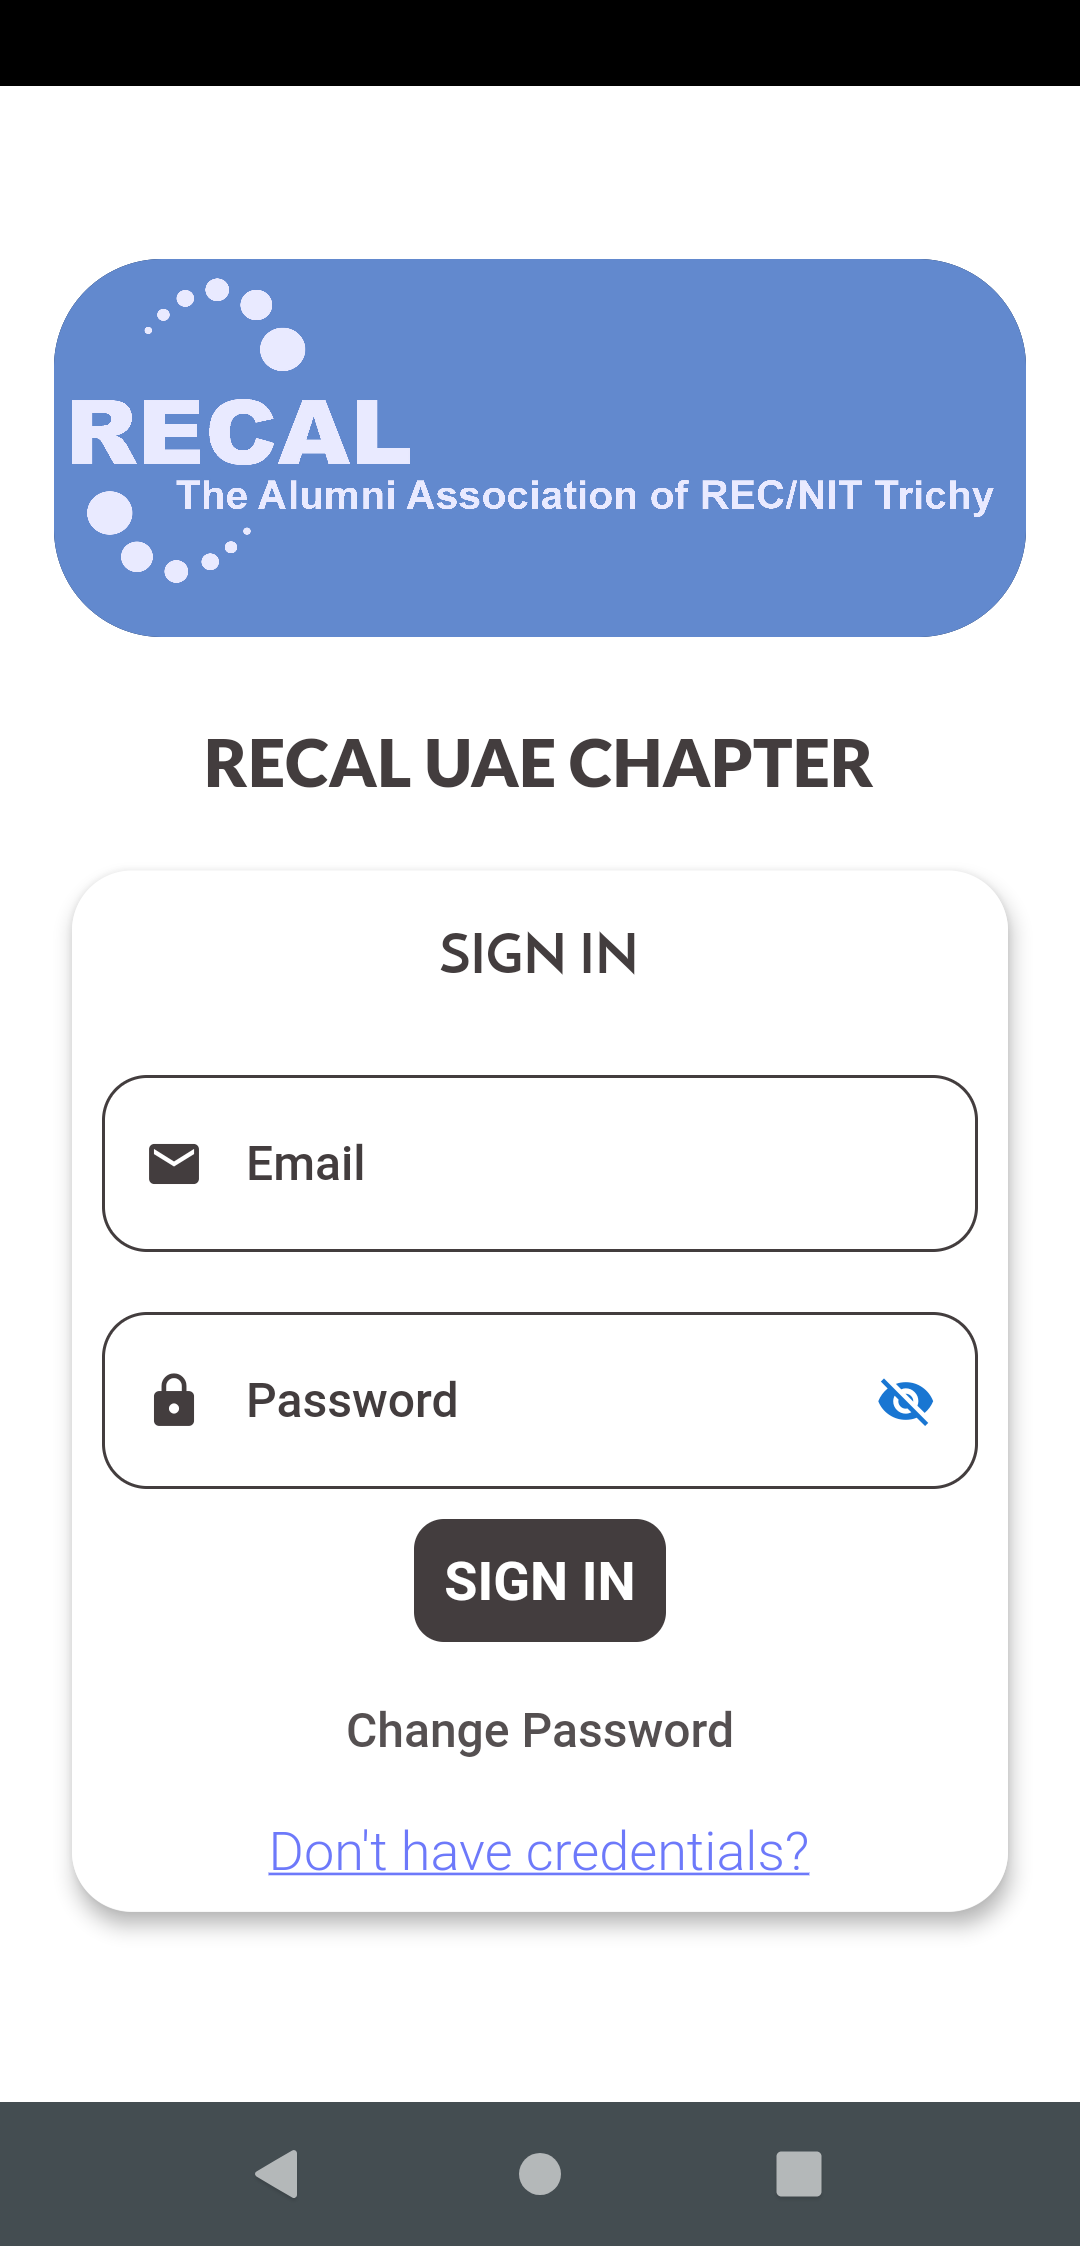 RECAL
The Alumni Association of REC/NIT Trichy
RECAL UAE CHAPTER
SIGN IN
Email
Password
SIGN IN
Change Password
Don't have credentials?